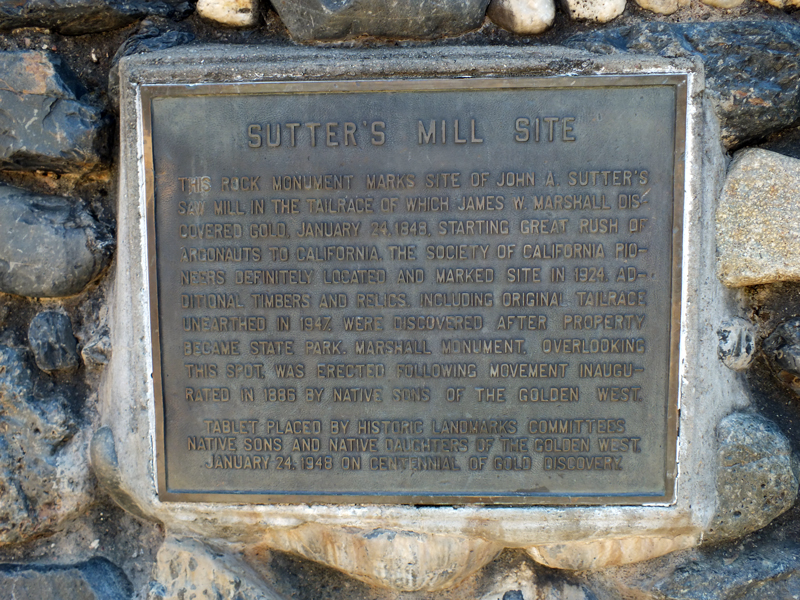 SUTTER'S MILL SITE
THIS ROCK MONUMENT MARKS SITE OF JOHN A. SUTTER'S
SAW MILL IN THE TAILRACE OF WHICH JAMES W. MARSHALL DIS-
COVERED GOLD, JANUARY 24, 1848, STARTING GREAT RUSH OF
ARGONAUTS TO CALIFORNIA. THE SOCIETY OF CALIFORNIA PIO-
NEERS DEFINITELY LOCATED AND MARKED SITE IN 1924. AD-
DITIONAL TIMBERS AND RELICS, INCLUDING ORIGINAL TAILRACE
UNEARTHED IN 1947, WERE DISCOVERED AFTER PROPERTY
BECAME STATE PARK. MARSHALL MONUMENT, OVERLOOKING
THIS SPOT, WAS ERECTED FOLLOWING MOVEMENT INAUGU-
RATED IN 1886 BY NATIVE SONS OF THE GOLDEN WEST.
TABLET PLACED BY HISTORIC LANDMARKS COMMITTEES
NATIVE SONS AND NATIVE DAUGHTERS OF THE GOLDEN WEST,
JANUARY 24, 1948 ON CENTENNIAL OF GOLD DISCOVERY.